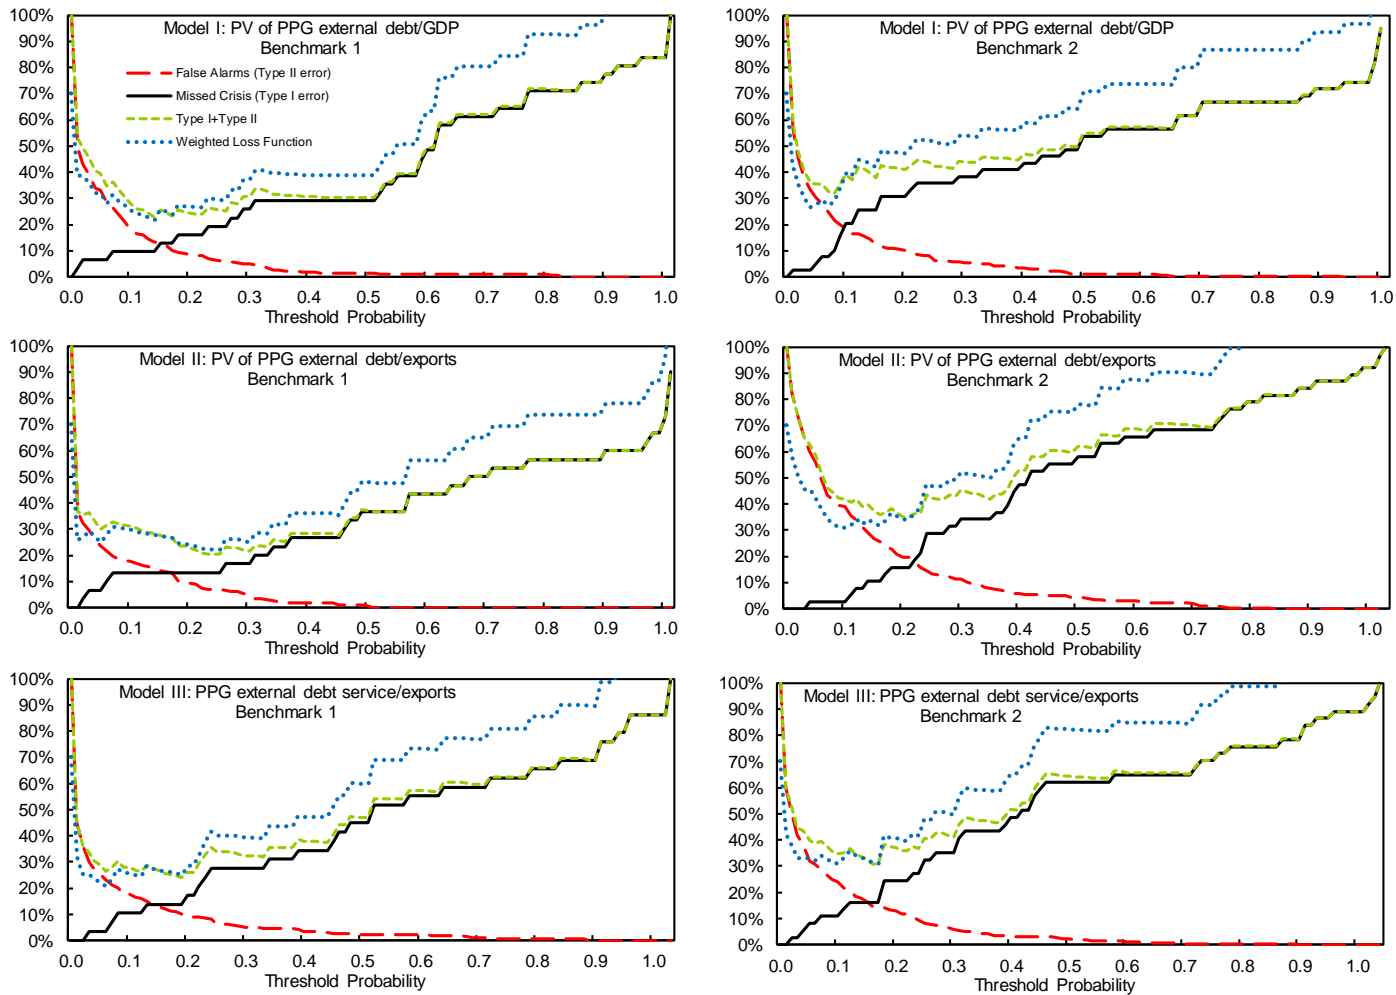 Model I: PV of PPG external debt/GDP
Benchmark 1
False Alarms (Type II error)
Missed Crisis (Type I error)
Type I+Type II
Weighted Loss Function
100%
90%
80%
70%
60%
50%
40%
30%
20%
10%
0%
0.0 0.1 0.2 0.3 0.4 0.5 0.6 0.7 0.8 0.9 1.0
Threshold Probability
Model I: PV of PPG external debt/GDP
Benchmark 2
100%
90%
80%
70%
60%
50%
40%
30%
20%
10%
0%
0.0 0.1 0.2 0.3 0.4 0.5 0.6 0.7 0.8 0.9 1.0
Threshold Probability
Model II: PV of PPG external debt/exports
Benchmark 1
100%
90%
80%
70%
60%
50%
40%
30%
20%
10%
0%
0.0 0.1 0.2 0.3 0.4 0.5 0.6 0.7 0.8 0.9 1.0
Threshold Probability
Model II: PV of PPG external debt/exports
Benchmark 2
100%
90%
80%
70%
60%
50%
40%
30%
20%
10%
0%
0.0 0.1 0.2 0.3 0.4 0.5 0.6 0.7 0.8 0.9 1.0
Threshold Probability
Model III: PPG external debt service/exports
Benchmark 1
100%
90%
80%
70%
60%
50%
40%
30%
20%
10%
0%
0.0 0.1 0.2 0.3 0.4 0.5 0.6 0.7 0.8 0.9 1.0
Threshold Probability
Model III: PPG external debt service/exports
Benchmark 2
100%
90%
80%
70%
60%
50%
40%
30%
20%
10%
0%
0.0 0.1 0.2 0.3 0.4 0.5 0.6 0.7 0.8 0.9 1.0
Threshold Probability